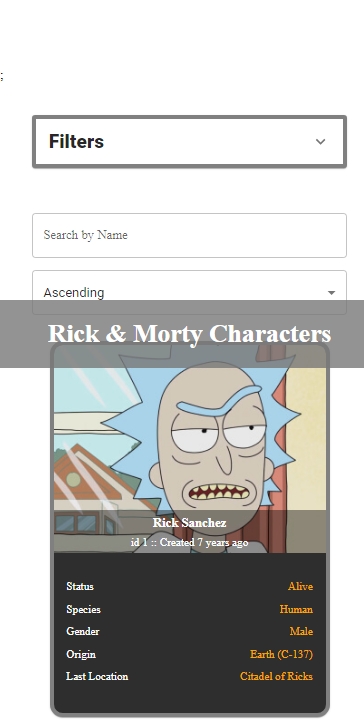 ;
Filters
Search by Name
Ascending
Rick & Morty Characters
Rick Sanchez
id 1 :: Created 7 years ago
Status Alive
Species Human
Gender Male
Origin Earth (C-137)
Last Location Citadel of Ricks